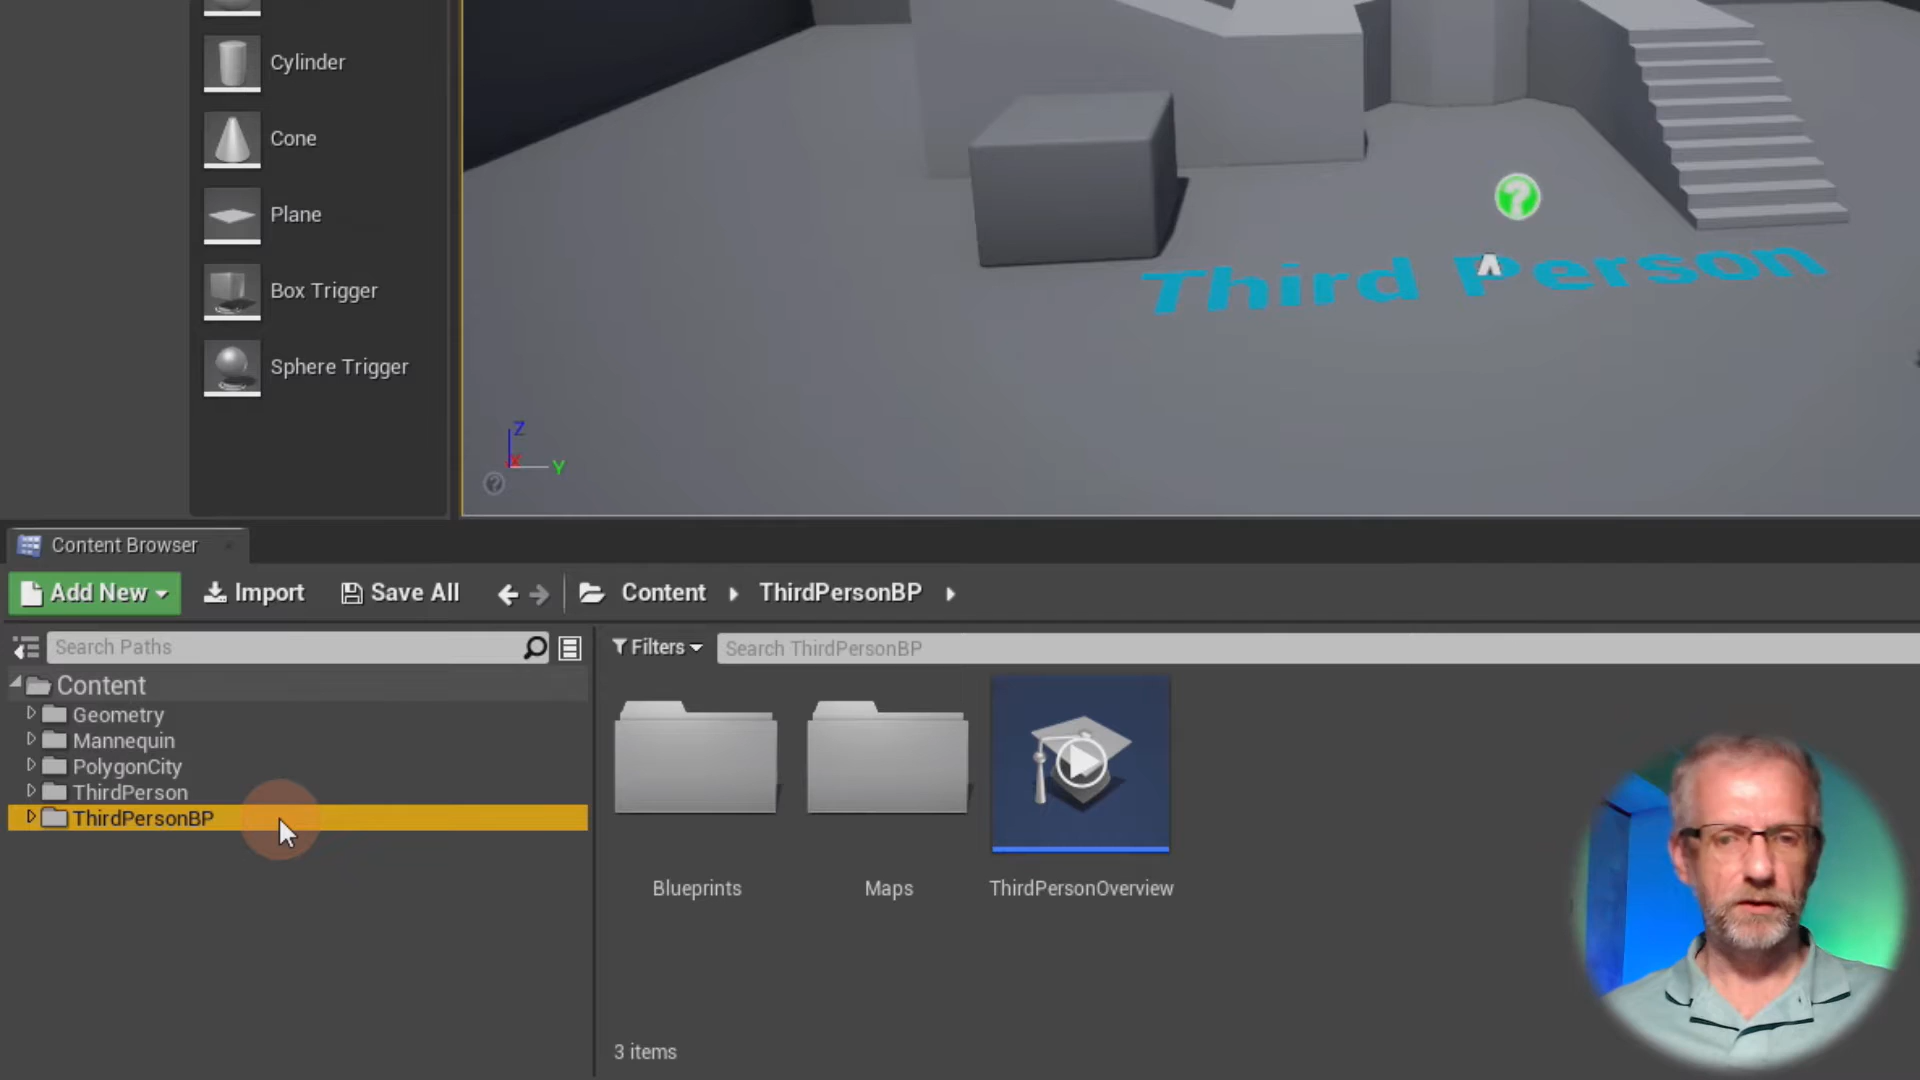 Cylinder
Cone
Plane
Box Trigger
Sphere Trigger
Third Person
Z
X
Y
?
Content Browser
Add New
Import
Save All
Content
ThirdPersonBP
Search Paths
Filters
Search ThirdPersonBP
Content
Geometry
Mannequin
PolygonCity
ThirdPerson
ThirdPersonBP
Blueprints
Maps
ThirdPersonOverview
3 items